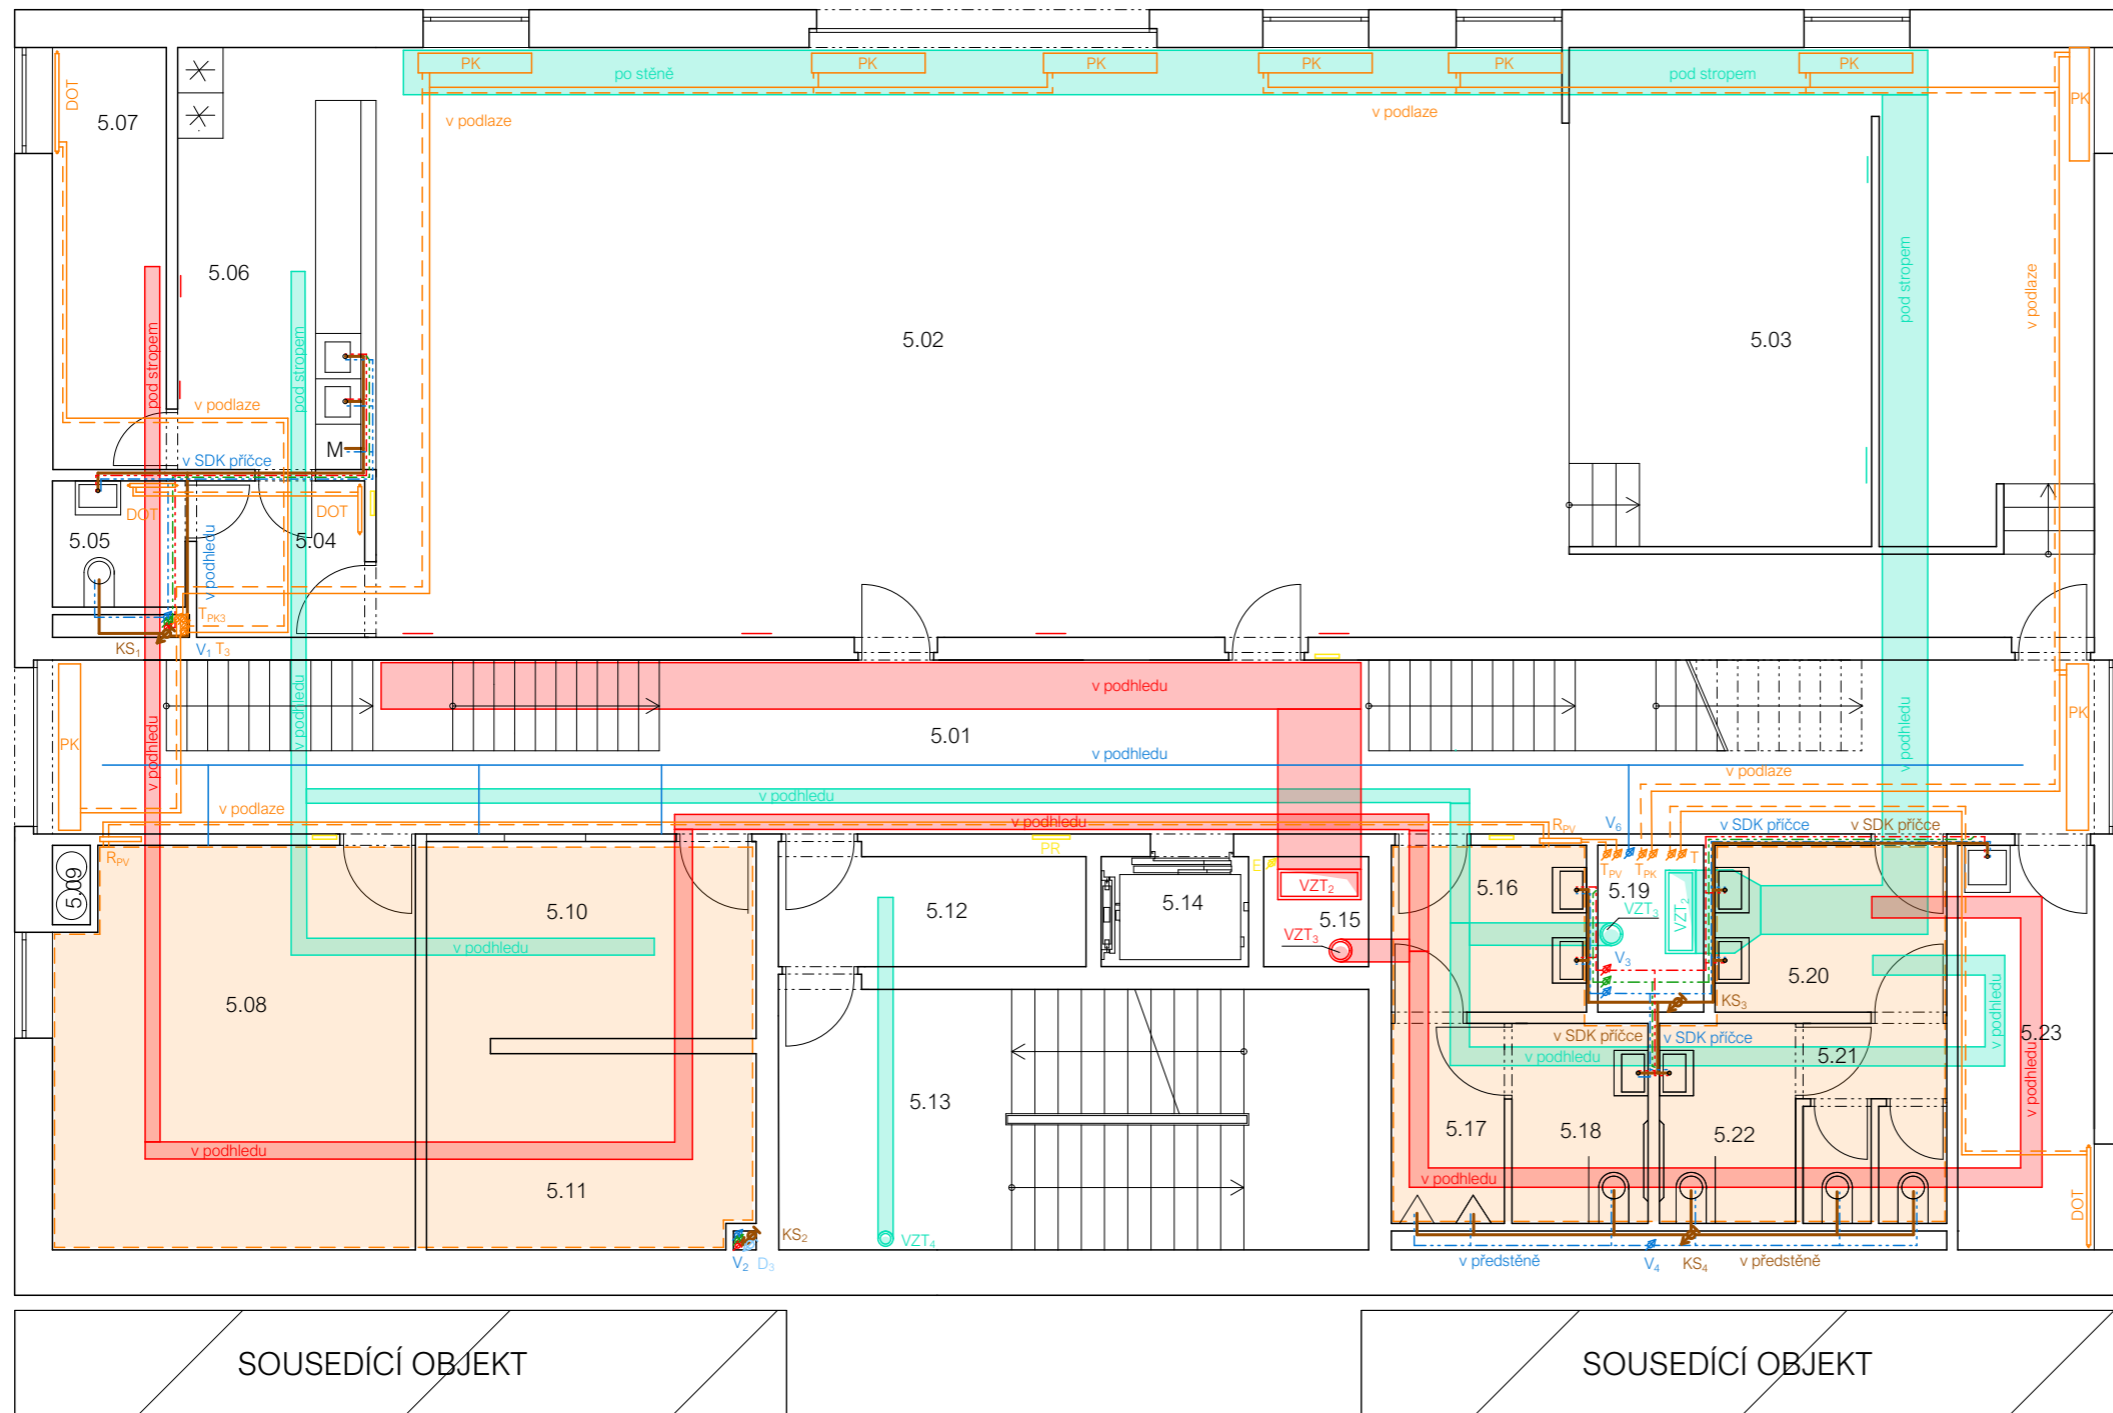 PK
po stěně
PK
PK
PK
PK
pod stropem
PK
PK
DOT
5.07
v podlaze
v podlaze
5.06
5.02
5.03
pod stropem
v podlaze
pod stropem
pod stropem
v podlaze
M
v SDK příčce
DOT
DOT
5.05
5.04
v podhledu
T_PK3
KS₁
V₁
T₃
PK
v podhledu
v podhledu
v podhledu
5.01
v podhledu
v podhledu
v podlaze
PK
v podhledu
v podlaze
v podhledu
R_PV
PR
E
R_PV
V₆
v SDK příčce
v SDK příčce
T_PV
T_PK
T
5.09
5.10
5.12
5.14
VZT₂
5.15
5.16
5.19
VZT₃
VZT₂
VZT₃
v podhledu
V₃
5.08
5.20
KS₃
v podhledu
v SDK příčce
v SDK příčce
v podhledu
5.21
5.23
v podhledu
5.13
5.17
5.18
5.22
v podhledu
v podhledu
5.11
DOT
KS₂
VZT₄
V₂
D₃
v předstěně
V₄
KS₄
v předstěně
SOUSEDÍCÍ OBJEKT
SOUSEDÍCÍ OBJEKT